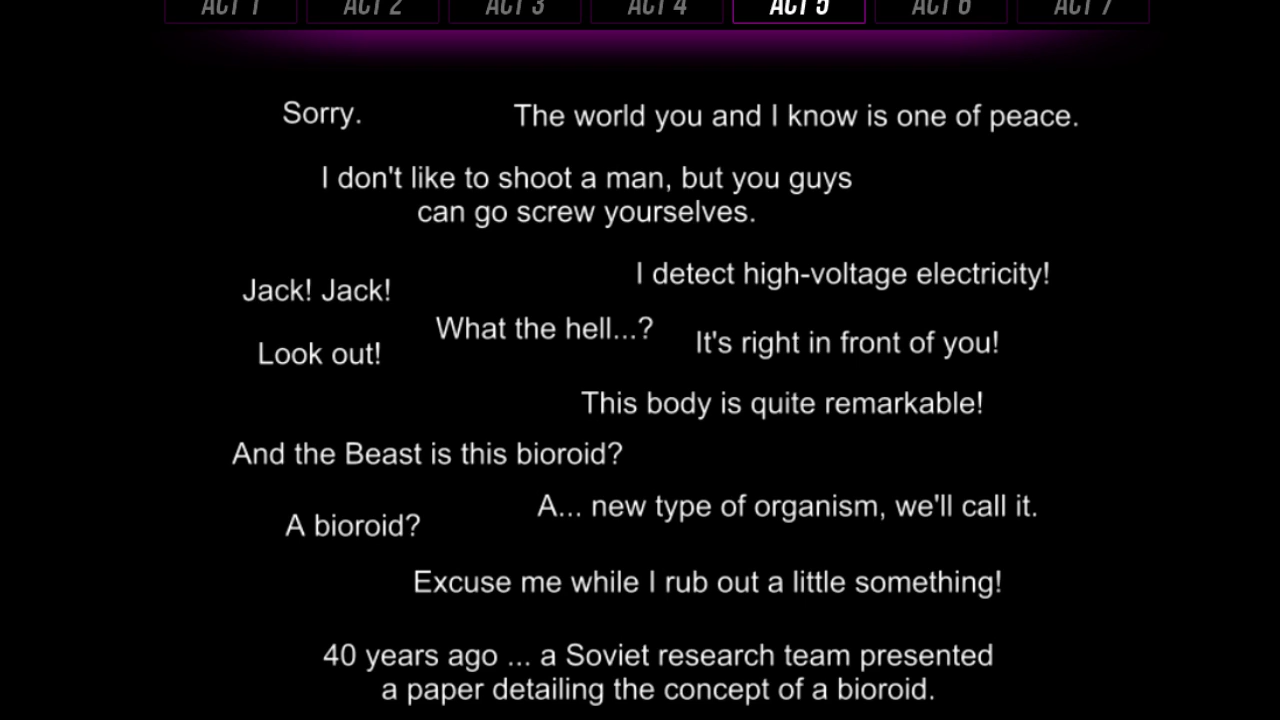 ACT 1 ACT 2 ACT 3 ACT 4 ACT 5 ACT 6 ACT 7
Sorry.
The world you and I know is one of peace.
I don't like to shoot a man, but you guys
can go screw yourselves.
I detect high-voltage electricity!
Jack! Jack!
What the hell...?
It's right in front of you!
Look out!
This body is quite remarkable!
And the Beast is this bioroid?
A... new type of organism, we'll call it.
A bioroid?
Excuse me while I rub out a little something!
40 years ago ... a Soviet research team presented
a paper detailing the concept of a bioroid.